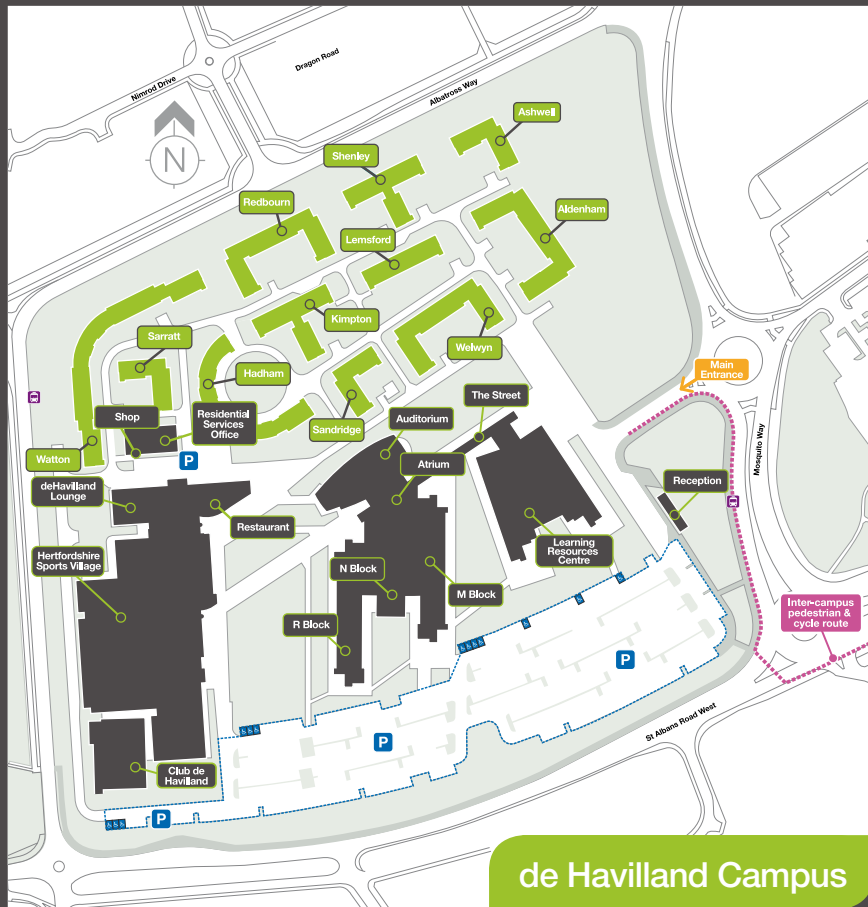 Dragon Road
Nimrod Drive
Albatross Way
N
Ashwell
Shenley
Redbourn
Aldenham
Lemsford
Kimpton
Sarratt
Welwyn
Hadham
Main
Entrance
The Street
Shop
Residential
Services
Office
Auditorium
Sandridge
Mosquito Way
Watton
P
Atrium
deHavilland
Lounge
Reception
Restaurant
Learning
Resources
Centre
Hertfordshire
Sports Village
N Block
M Block
Inter-campus
pedestrian &
cycle route
R Block
P
St Albans Road West
P
Club de
Havilland
P
de Havilland Campus